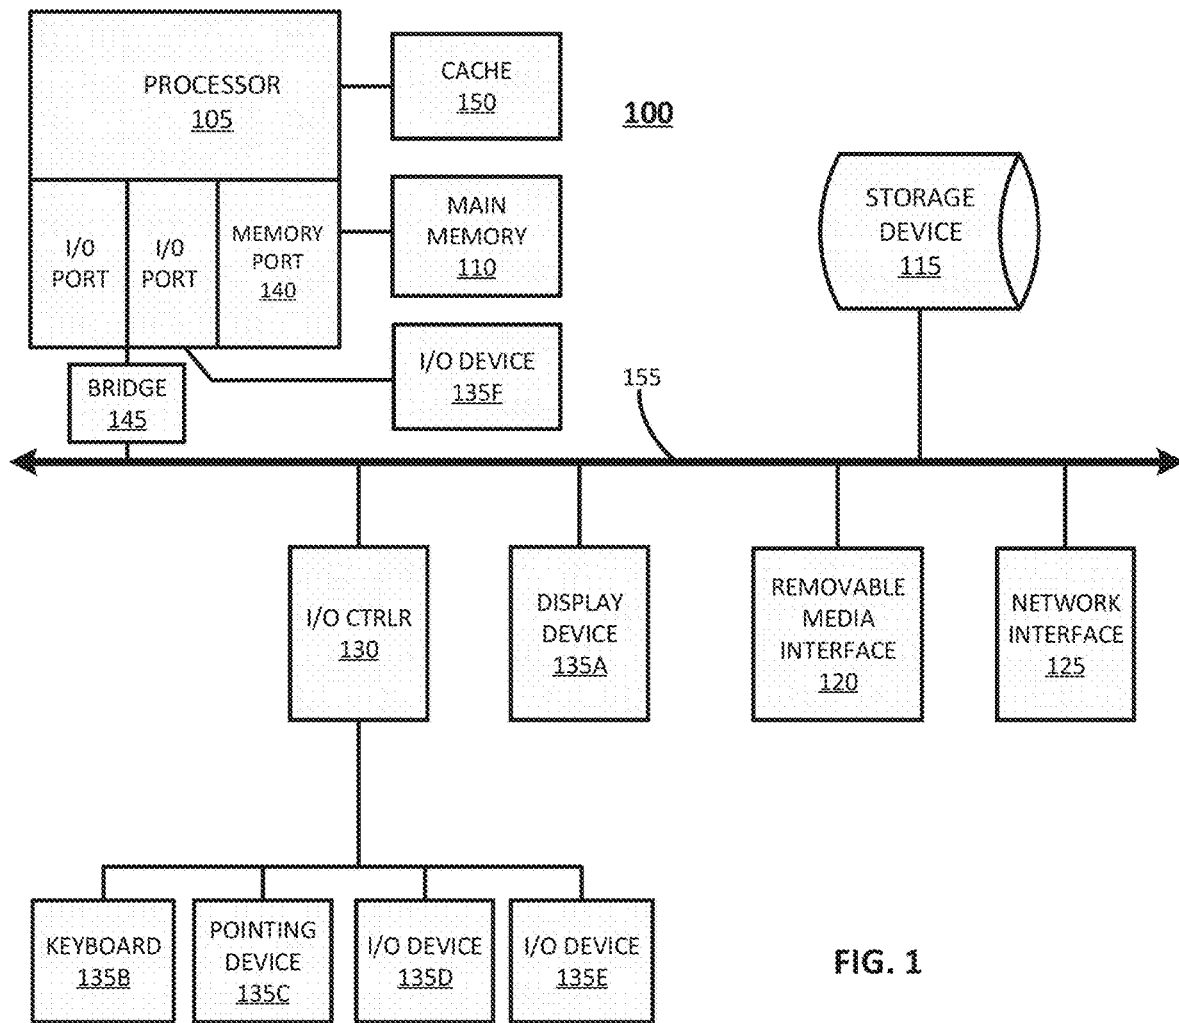 PROCESSOR
105
CACHE
150
100
I/0
PORT
I/0
PORT
MEMORY
PORT
140
MAIN
MEMORY
110
STORAGE
DEVICE
115
I/O DEVICE
135F
BRIDGE
145
155
I/O CTRLR
130
DISPLAY
DEVICE
135A
REMOVABLE
MEDIA
INTERFACE
120
NETWORK
INTERFACE
125
KEYBOARD
135B
POINTING
DEVICE
135C
I/O DEVICE
135D
I/O DEVICE
135E
FIG. 1